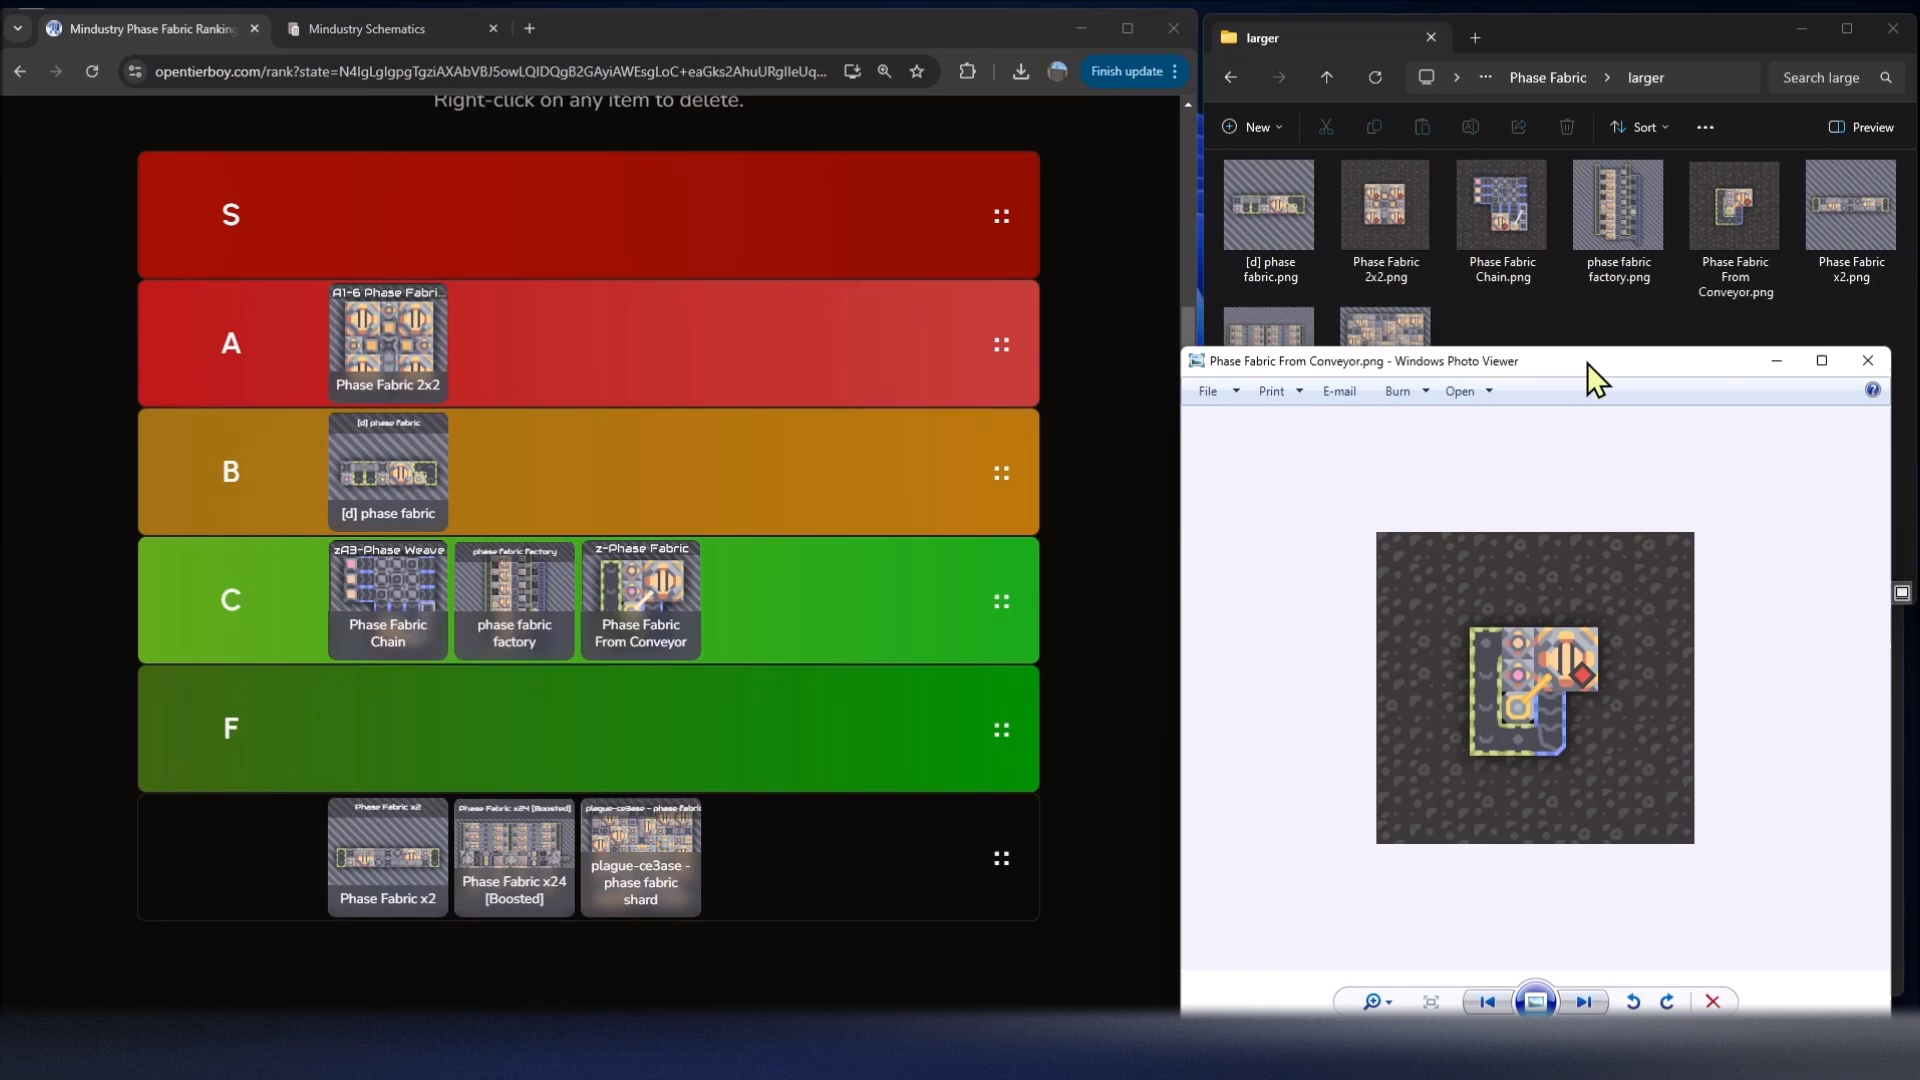 Mindustry Phase Fabric Ranking
Mindustry Schematics
opentierboy.com/rank?state=N4IgLgIgpgTgziAXAbVBJ5owLQIDQgB2GAyiAWEsgLoC+eaGks2AhuURgIleUq...
Finish update
Right-click on any item to delete.
S
A
A1-6 Phase Fabri...
Phase Fabric 2x2
B
[d] phase fabric
[d] phase fabric
C
zA3-Phase Weave
Phase Fabric
Chain
phase fabric factory
phase fabric
factory
z-Phase Fabric
Phase Fabric
From Conveyor
F
Phase Fabric x2
Phase Fabric x2
Phase Fabric x24 [Boosted]
Phase Fabric x24
[Boosted]
plague-ce3ase - phase fabric
plague-ce3ase -
phase fabric
shard
larger
Phase Fabric
larger
Search large
New
Sort
Preview
[d] phase
fabric.png
Phase Fabric
2x2.png
Phase Fabric
Chain.png
phase fabric
factory.png
Phase Fabric
From
Conveyor.png
Phase Fabric
x2.png
Phase Fabric From Conveyor.png - Windows Photo Viewer
File
Print
E-mail
Burn
Open